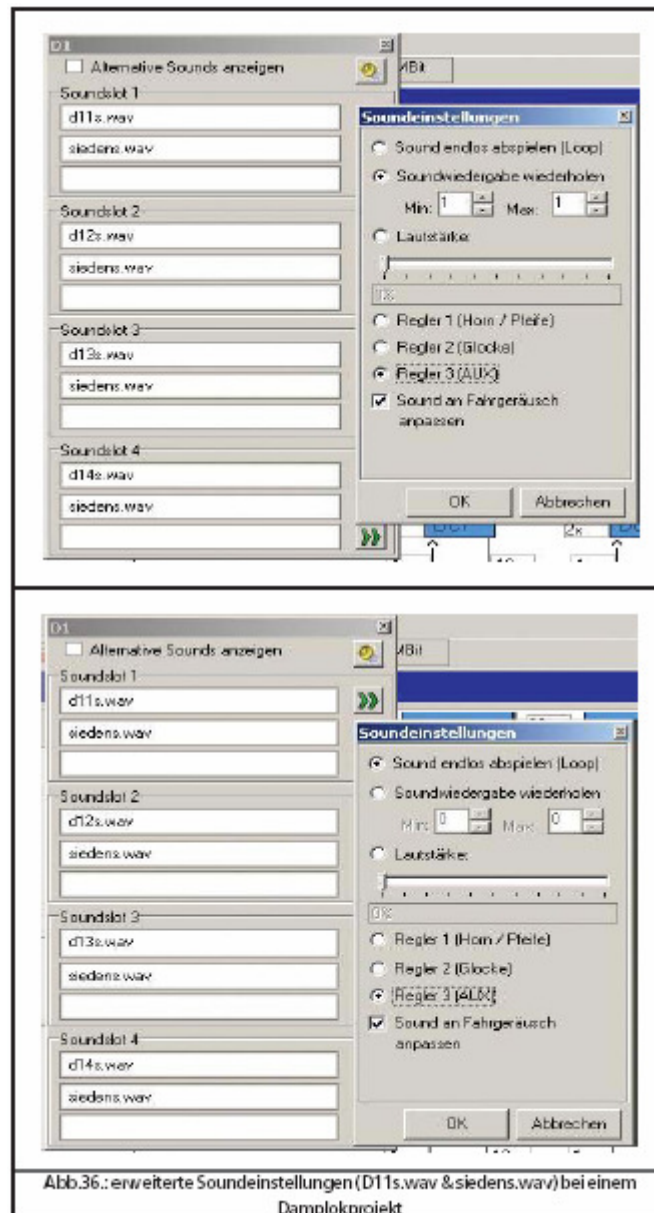 D1
Alternative Sounds anzeigen
MBit
Soundslot 1
d11s.wav
siedens.wav
Soundslot 2
d12s.wav
siedens.wav
Soundslot 3
d13s.wav
siedens.wav
Soundslot 4
d14s.wav
siedens.wav
Soundeinstellungen
Sound endlos abspielen (Loop)
Soundwiedergabe wiederholen
Min: 1 Max: 1
Lautstärke:
0%
Regler 1 (Horn / Pfeife)
Regler 2 (Glocke)
Regler 3 (AUX)
Sound an Fahrgeräusch
anpassen
OK Abbrechen
2x
D1
Alternative Sounds anzeigen
MBit
Soundslot 1
d11s.wav
siedens.wav
Soundslot 2
d12s.wav
siedens.wav
Soundslot 3
d13s.wav
siedens.wav
Soundslot 4
d14s.wav
siedens.wav
Soundeinstellungen
Sound endlos abspielen (Loop)
Soundwiedergabe wiederholen
Min: 0 Max: 0
Lautstärke:
0%
Regler 1 (Horn / Pfeife)
Regler 2 (Glocke)
Regler 3 (AUX)
Sound an Fahrgeräusch
anpassen
OK Abbrechen
Abb.36.: erweiterte Soundeinstellungen (D11s.wav & siedens.wav) bei einem
Damplokprojekt